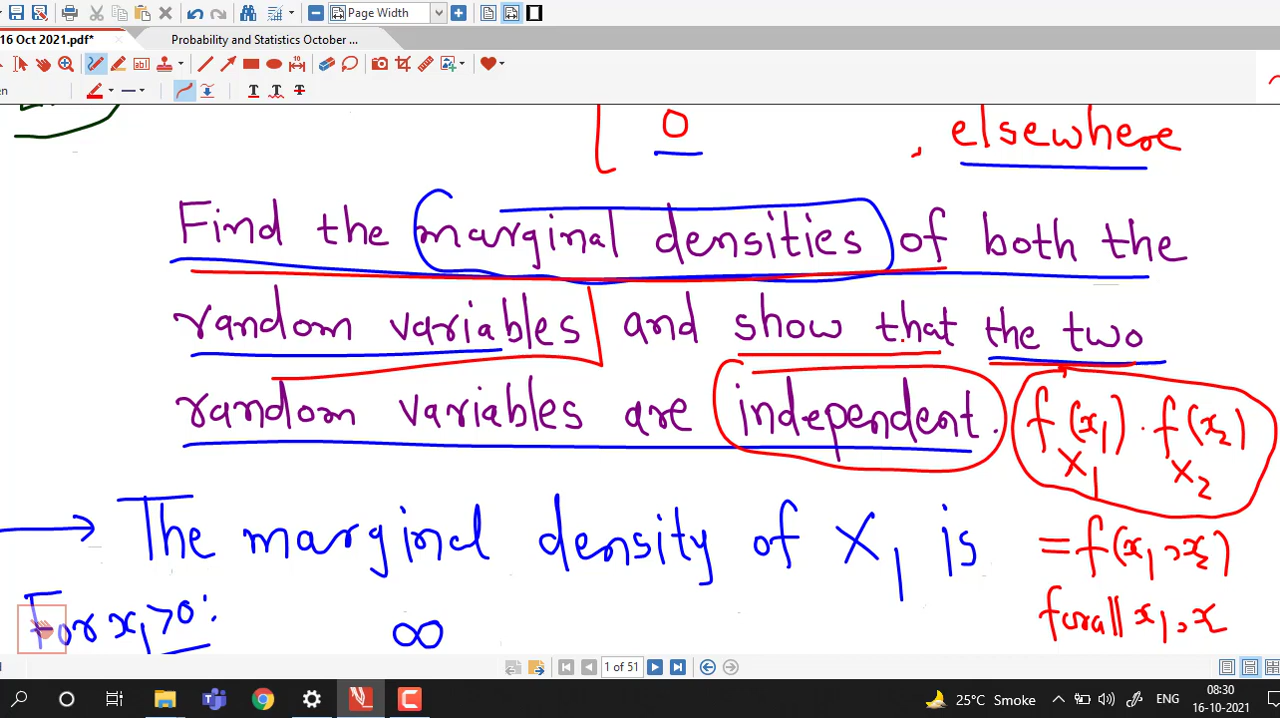 16 Oct 2021.pdf*
Probability and Statistics October ...
Page Width
10
en
0 , elsewhere
Find the marginal densities of both the
random variables and show that the two
random variables are independent.
f (x1) . f (x2)
X1 X2
= f(x1, x2)
for all x1, x
The marginal density of X1 is
For x1 > 0 :
∞
1 of 51
25°C Smoke
ENG
08:30
16-10-2021